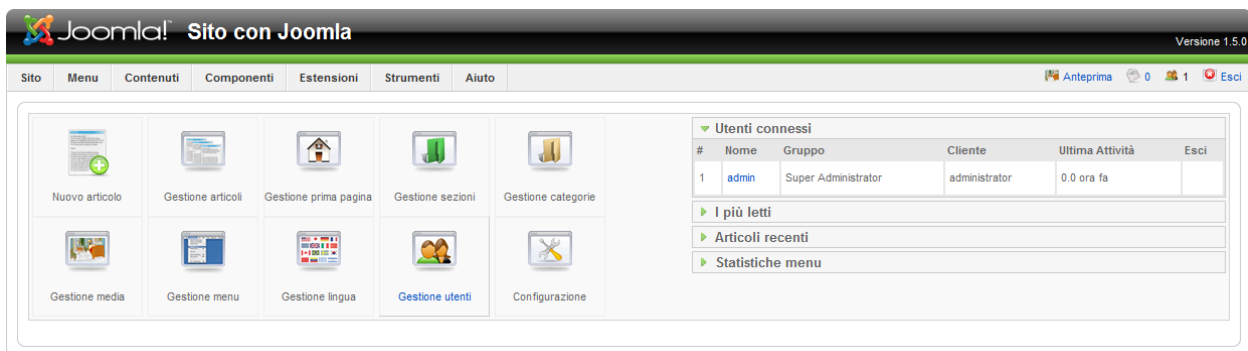 Joomla!™ Sito con Joomla
Versione 1.5.0
Sito Menu Contenuti Componenti Estensioni Strumenti Aiuto
Anteprima 0 1 Esci
Nuovo articolo Gestione articoli Gestione prima pagina Gestione sezioni Gestione categorie
Gestione media Gestione menu Gestione lingua Gestione utenti Configurazione
Utenti connessi
# Nome Gruppo Cliente Ultima Attività Esci
1 admin Super Administrator administrator 0.0 ora fa
I più letti
Articoli recenti
Statistiche menu